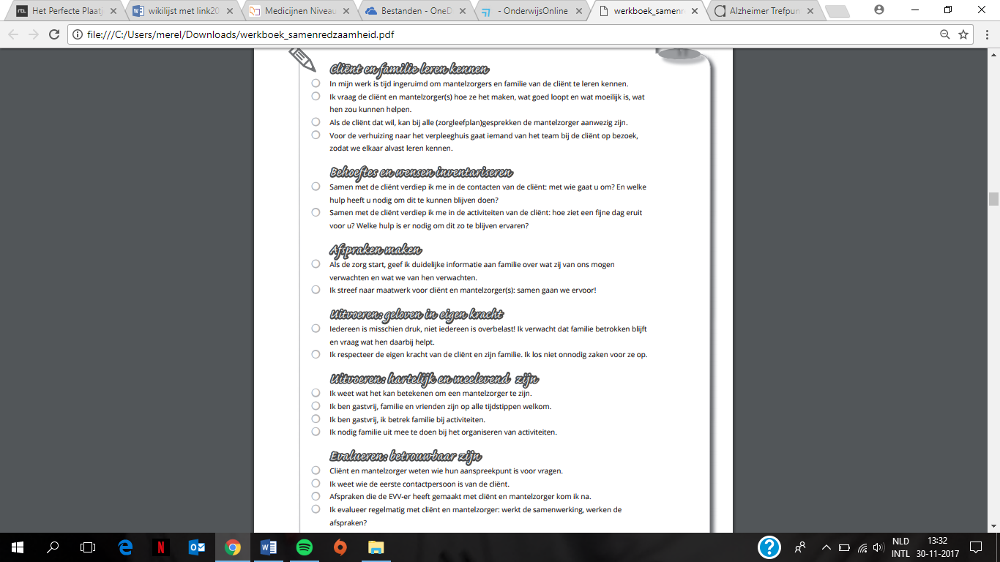 Het Perfecte Plaatj
wikilijst met link20
Medicijnen Niveau
Bestanden - OneD
- OnderwijsOnline
werkboek_samenre
Alzheimer Trefpun
file:///C:/Users/merel/Downloads/werkboek_samenredzaamheid.pdf
Cliënt en familie leren kennen
In mijn werk is tijd ingeruimd om mantelzorgers en familie van de cliënt te leren kennen.
Ik vraag de cliënt en mantelzorger(s) hoe ze het maken, wat goed loopt en wat moeilijk is, wat
hen zou kunnen helpen.
Als de cliënt dat wil, kan bij alle (zorgleefplan)gesprekken de mantelzorger aanwezig zijn.
Voor de verhuizing naar het verpleeghuis gaat iemand van het team bij de cliënt op bezoek,
zodat we elkaar alvast leren kennen.
Behoeftes en wensen inventariseren
Samen met de cliënt verdiep ik me in de contacten van de cliënt: met wie gaat u om? En welke
hulp heeft u nodig om dit te kunnen blijven doen?
Samen met de cliënt verdiep ik me in de activiteiten van de cliënt: hoe ziet een fijne dag eruit
voor u? Welke hulp is er nodig om dit zo te blijven ervaren?
Afspraken maken
Als de zorg start, geef ik duidelijke informatie aan familie over wat zij van ons mogen
verwachten en wat we van hen verwachten.
Ik streef naar maatwerk voor cliënt en mantelzorger(s): samen gaan we ervoor!
Uitvoeren: geloven in eigen kracht
Iedereen is misschien druk, niet iedereen is overbelast! Ik verwacht dat familie betrokken blijft
en vraag wat hen daarbij helpt.
Ik respecteer de eigen kracht van de cliënt en zijn familie. Ik los niet onnodig zaken voor ze op.
Uitvoeren: hartelijk en meelevend zijn
Ik weet wat het kan betekenen om een mantelzorger te zijn.
Ik ben gastvrij, familie en vrienden zijn op alle tijdstippen welkom.
Ik ben gastvrij, ik betrek familie bij activiteiten.
Ik nodig familie uit mee te doen bij het organiseren van activiteiten.
Evalueren: betrouwbaar zijn
Cliënt en mantelzorger weten wie hun aanspreekpunt is voor vragen.
Ik weet wie de eerste contactpersoon is van de cliënt.
Afspraken die de EVV-er heeft gemaakt met cliënt en mantelzorger kom ik na.
Ik evalueer regelmatig met cliënt en mantelzorger: werkt de samenwerking, werken de
afspraken?
NLD
INTL
13:32
30-11-2017